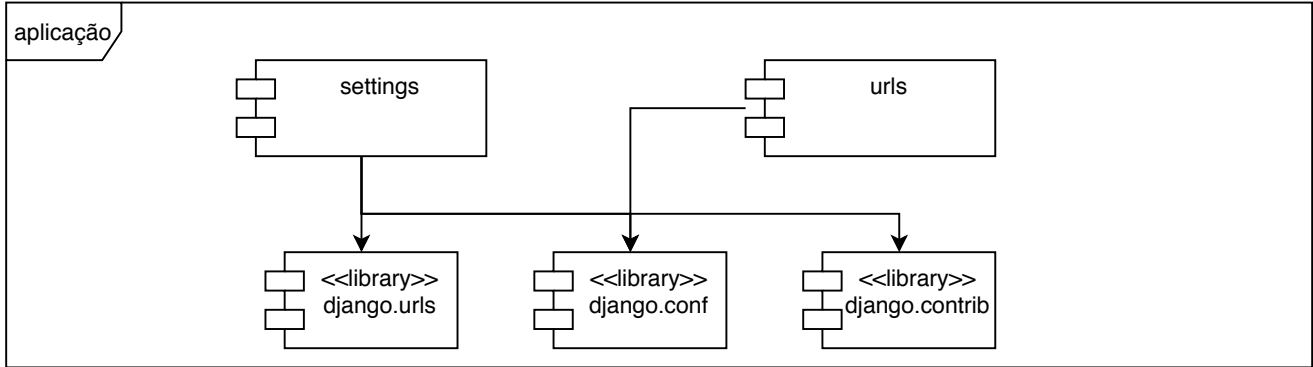 aplicação
settings
urls
<<library>>
django.urls
<<library>>
django.conf
<<library>>
django.contrib